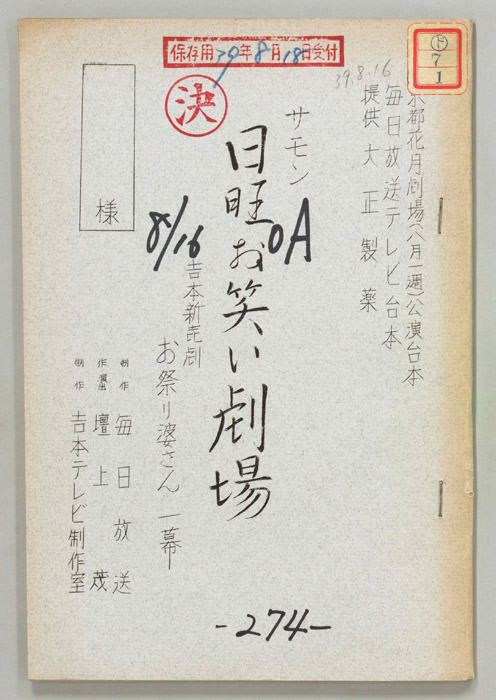 保存用39年8月18日受付
㊦
7
1
決
39.8.16
京都花月劇場(八月一週)公演台本
毎日放送テレビ台本
提供 大正製薬
サモン
日曜お笑い劇場
8/16 OA
吉本新喜劇
お祭り婆さん 一幕
制作 毎日放送
作・演出 壇上茂
制作 吉本テレビ制作室
様
-274-